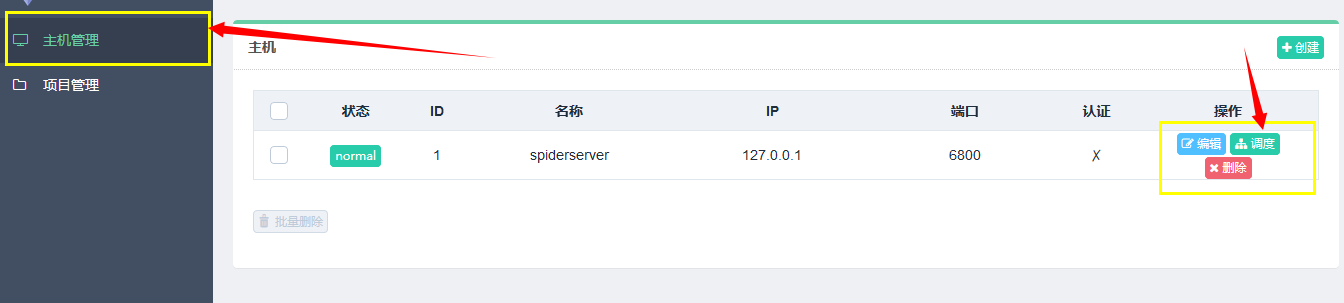 主机管理
项目管理
主机
创建
状态 ID 名称 IP 端口 认证 操作
normal 1 spiderserver 127.0.0.1 6800 X 编辑 调度
删除
批量删除